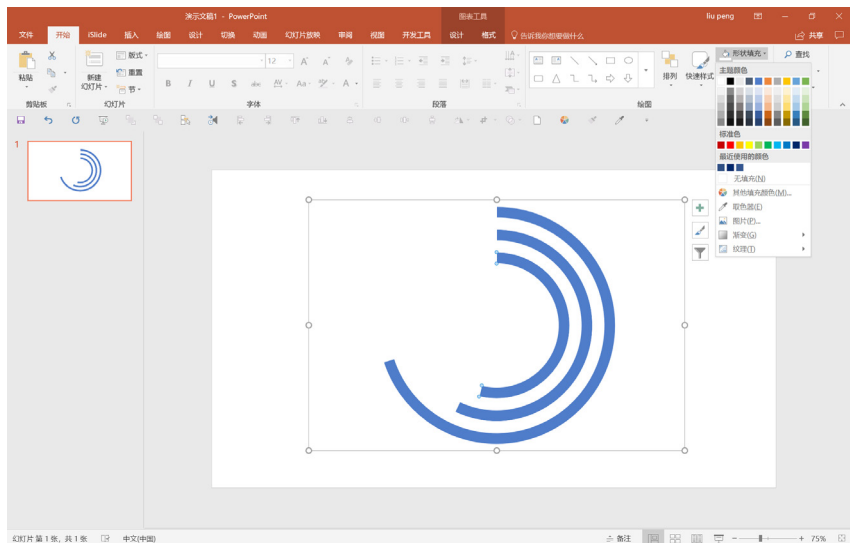 演示文稿1 - PowerPoint
图表工具
liu peng
文件 开始 iSlide 插入 绘图 设计 切换 动画 幻灯片放映 审阅 视图 开发工具 设计 格式 告诉我你想要做什么 共享
粘贴
新建
幻灯片
版式
重置
节
12
B I U S abc AV Aa A
排列 快速样式
形状填充
查找
剪贴板 幻灯片 字体 段落 绘图
主题颜色
标准色
最近使用的颜色
无填充(N)
其他填充颜色(M)...
取色器(E)
图片(P)...
渐变(G)
纹理(T)
1
幻灯片 第 1 张，共 1 张 中文(中国) 备注 75%